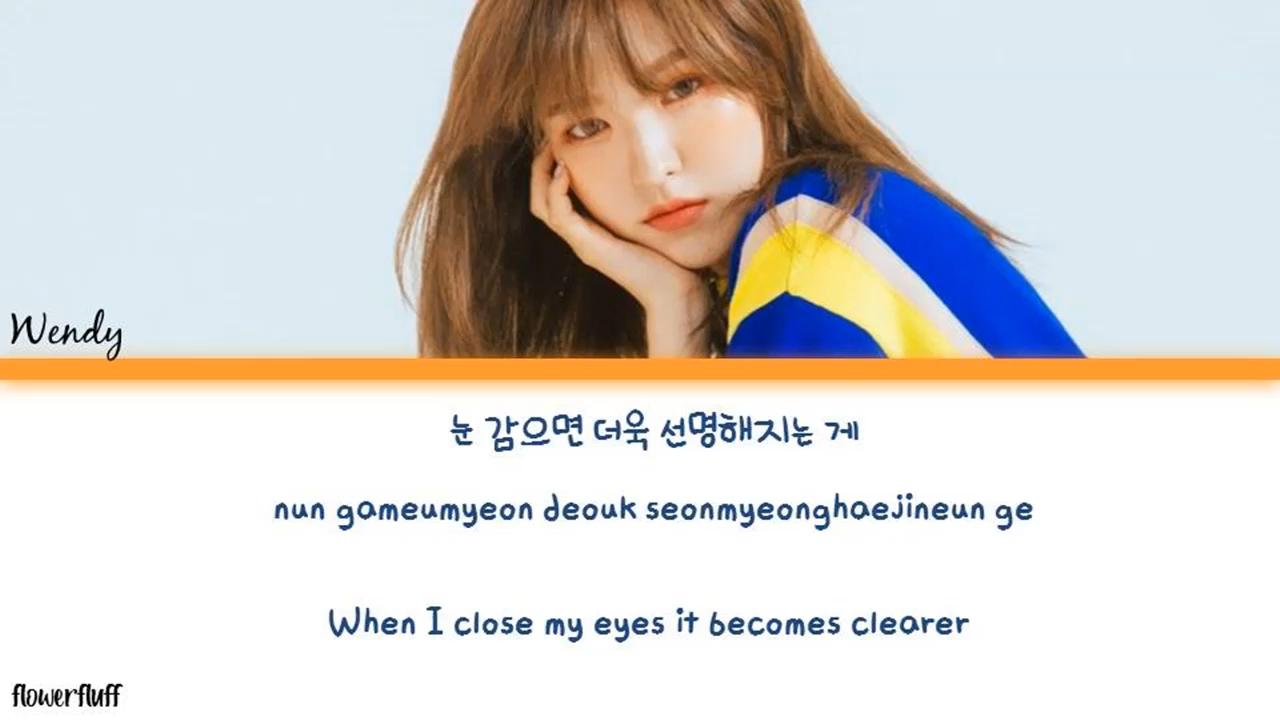 Wendy
눈 감으면 더욱 선명해지는 게
nun gameumyeon deouk seonmyeonghaejineun ge
When I close my eyes it becomes clearer
flowerfluff